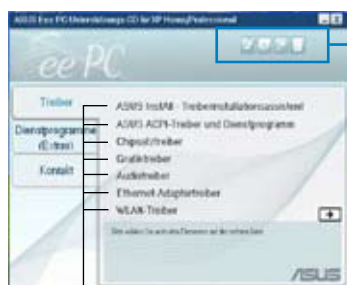 ASUS Eee PC Unterstützungs-CD für XP Home/Professional
ee PC
Treiber
Dienstprogramme
(Extras)
Kontakt
ASUS InstAll - Treiberinstallationsassistent
ASUS ACPI-Treiber und Dienstprogramm
Chipsatztreiber
Grafiktreiber
Audiotreiber
Ethernet-Adaptertreiber
WLAN-Treiber
ASUS